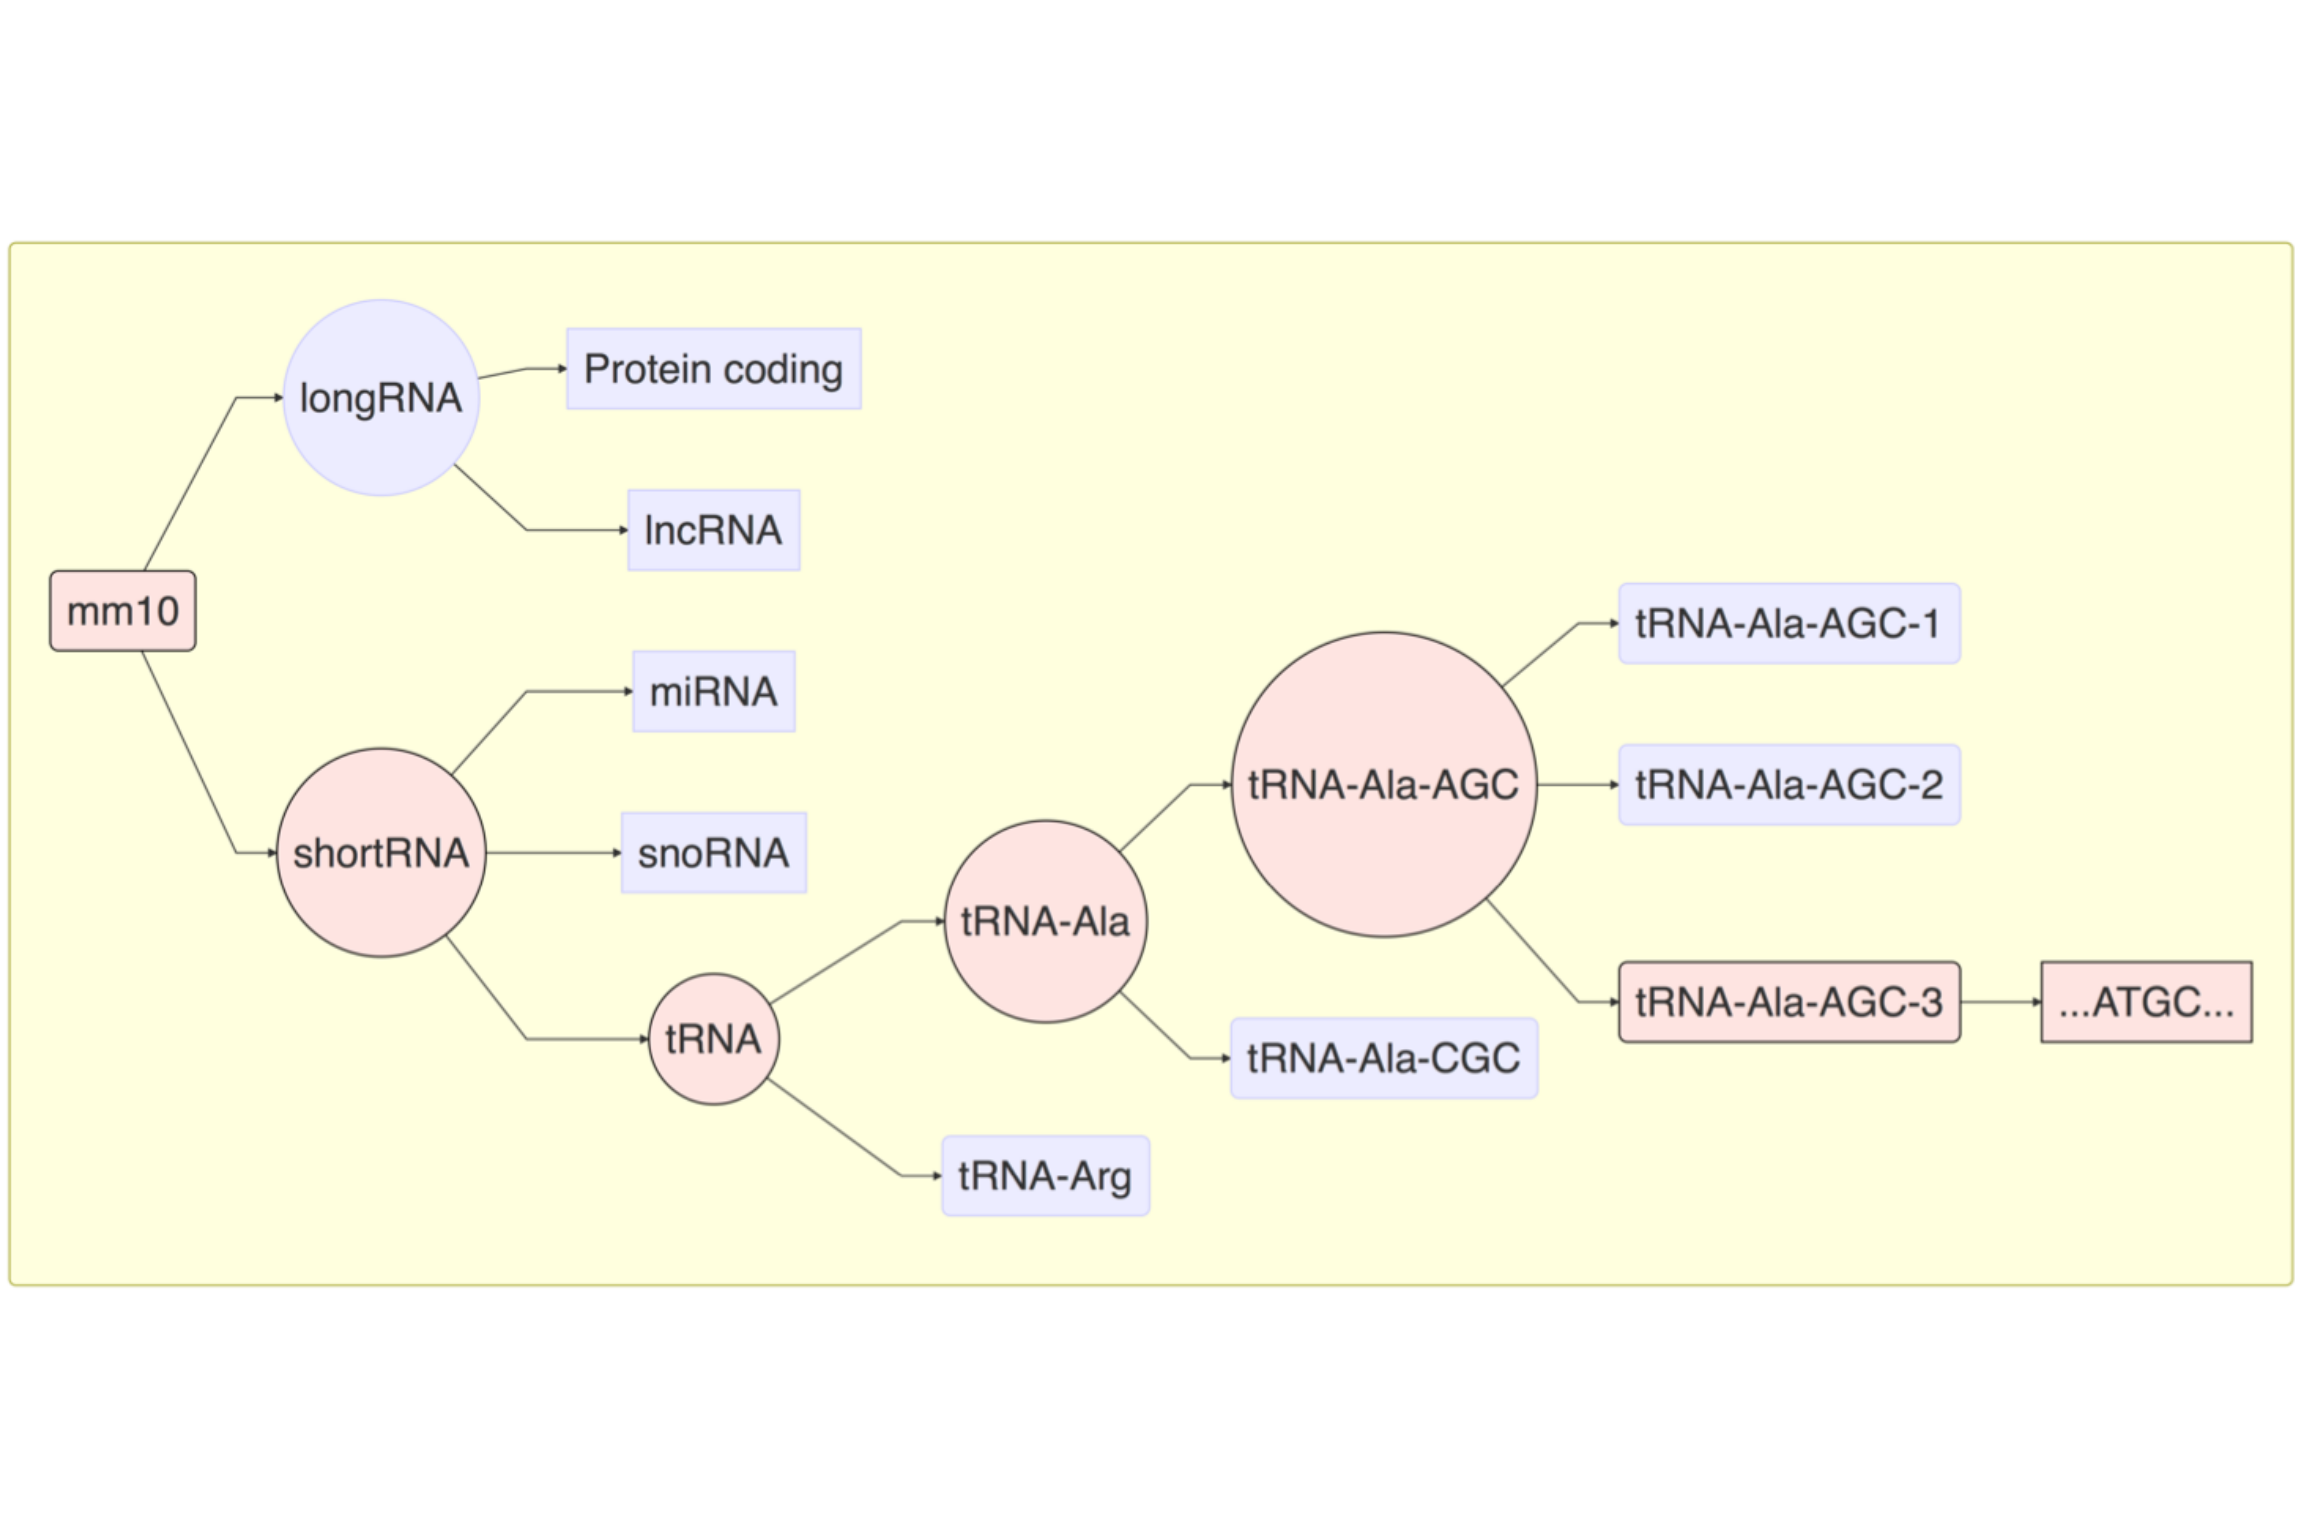 longRNA
Protein coding
lncRNA
mm10
miRNA
shortRNA
snoRNA
tRNA
tRNA-Ala
tRNA-Arg
tRNA-Ala-AGC
tRNA-Ala-CGC
tRNA-Ala-AGC-1
tRNA-Ala-AGC-2
tRNA-Ala-AGC-3
...ATGC...